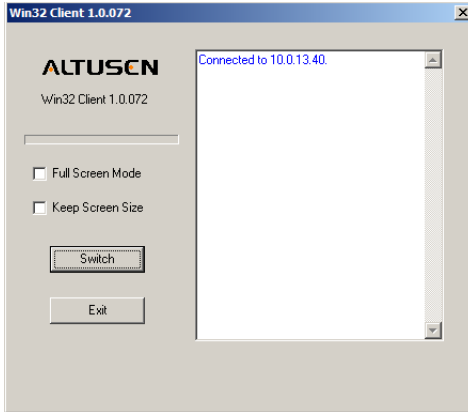 Win32 Client 1.0.072
ALTUSEN
Win32 Client 1.0.072
Full Screen Mode
Keep Screen Size
Switch
Exit
Connected to 10.0.13.40.